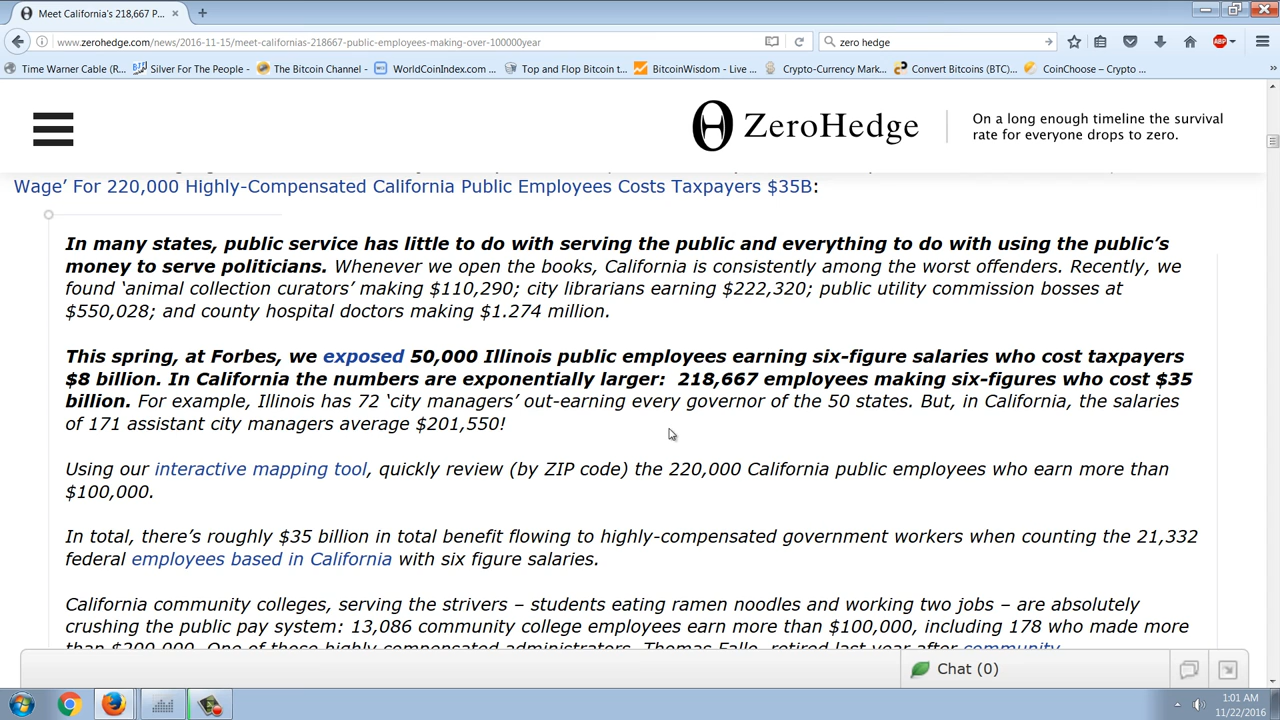 Meet California's 218,667 P...
www.zerohedge.com/news/2016-11-15/meet-californias-218667-public-employees-making-over-100000year
zero hedge
ABP
Time Warner Cable (R...
Silver For The People - ...
The Bitcoin Channel - ...
WorldCoinIndex.com ...
Top and Flop Bitcoin t...
BitcoinWisdom - Live ...
Crypto-Currency Mark...
Convert Bitcoins (BTC)...
CoinChoose – Crypto ...
ZeroHedge
On a long enough timeline the survival
rate for everyone drops to zero.
Wage’ For 220,000 Highly-Compensated California Public Employees Costs Taxpayers $35B:
In many states, public service has little to do with serving the public and everything to do with using the public’s
money to serve politicians. Whenever we open the books, California is consistently among the worst offenders. Recently, we
found ‘animal collection curators’ making $110,290; city librarians earning $222,320; public utility commission bosses at
$550,028; and county hospital doctors making $1.274 million.
This spring, at Forbes, we exposed 50,000 Illinois public employees earning six-figure salaries who cost taxpayers
$8 billion. In California the numbers are exponentially larger:  218,667 employees making six-figures who cost $35
billion. For example, Illinois has 72 ‘city managers’ out-earning every governor of the 50 states. But, in California, the salaries
of 171 assistant city managers average $201,550!
Using our interactive mapping tool, quickly review (by ZIP code) the 220,000 California public employees who earn more than
$100,000.
In total, there’s roughly $35 billion in total benefit flowing to highly-compensated government workers when counting the 21,332
federal employees based in California with six figure salaries.
California community colleges, serving the strivers – students eating ramen noodles and working two jobs – are absolutely
crushing the public pay system: 13,086 community college employees earn more than $100,000, including 178 who made more
than $200,000. One of these highly compensated administrators, Thomas Fallo, retired last year after community
Chat (0)
1:01 AM
11/22/2016